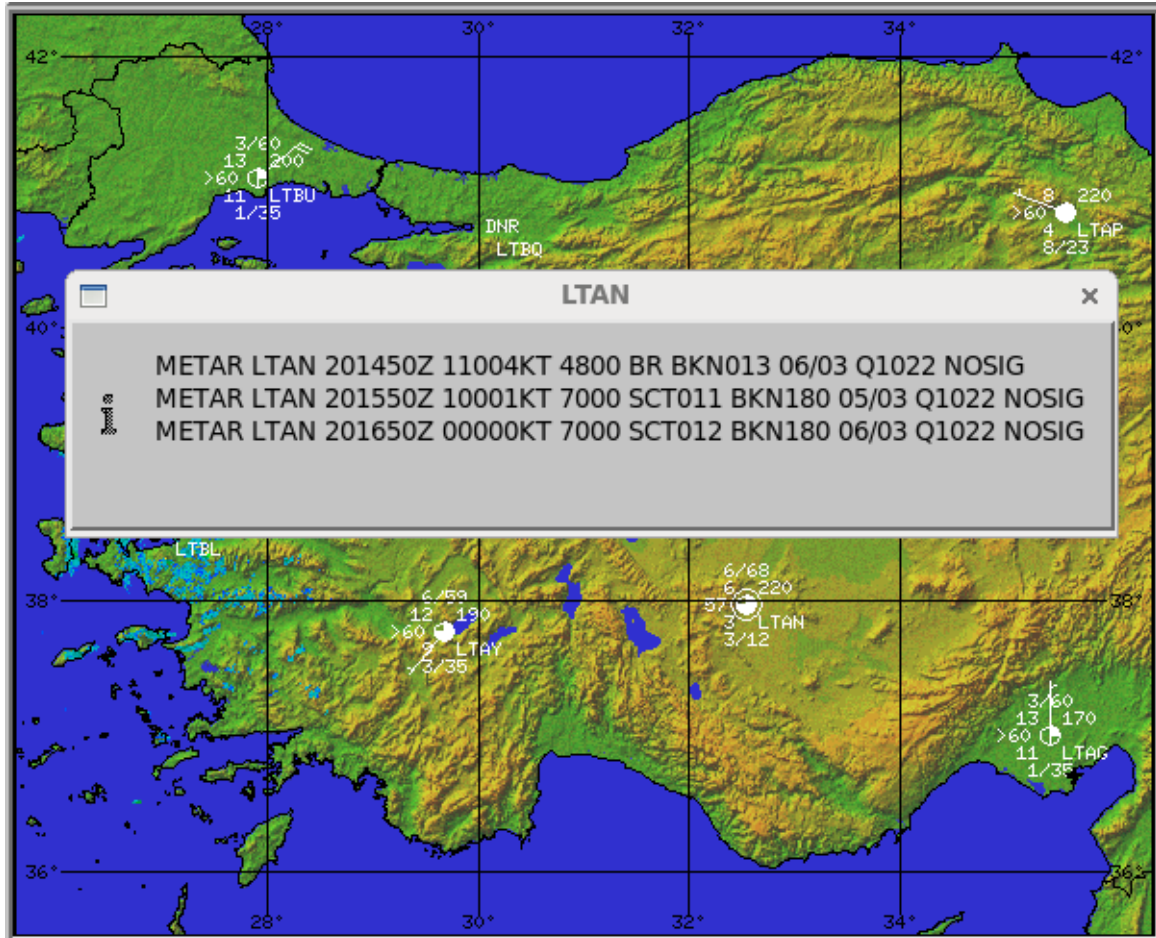 28° 30° 32° 34°
42° 42°
3/60
13 200
>60
11 LTBU
1/35
8 220
>60
4 LTAP
8/23
DNR
LTBQ
LTAN
40° 0°
METAR LTAN 201450Z 11004KT 4800 BR BKN013 06/03 Q1022 NOSIG
METAR LTAN 201550Z 10001KT 7000 SCT011 BKN180 05/03 Q1022 NOSIG
METAR LTAN 201650Z 00000KT 7000 SCT012 BKN180 06/03 Q1022 NOSIG
LTBL
6/59
12 190
>60
9 LTAY
3/35
6/68
6 220
57
3 LTAN
3/12
38° 38°
3/60
13 170
>60
11 LTAG
1/35
36° 36°
28° 30° 32° 34°